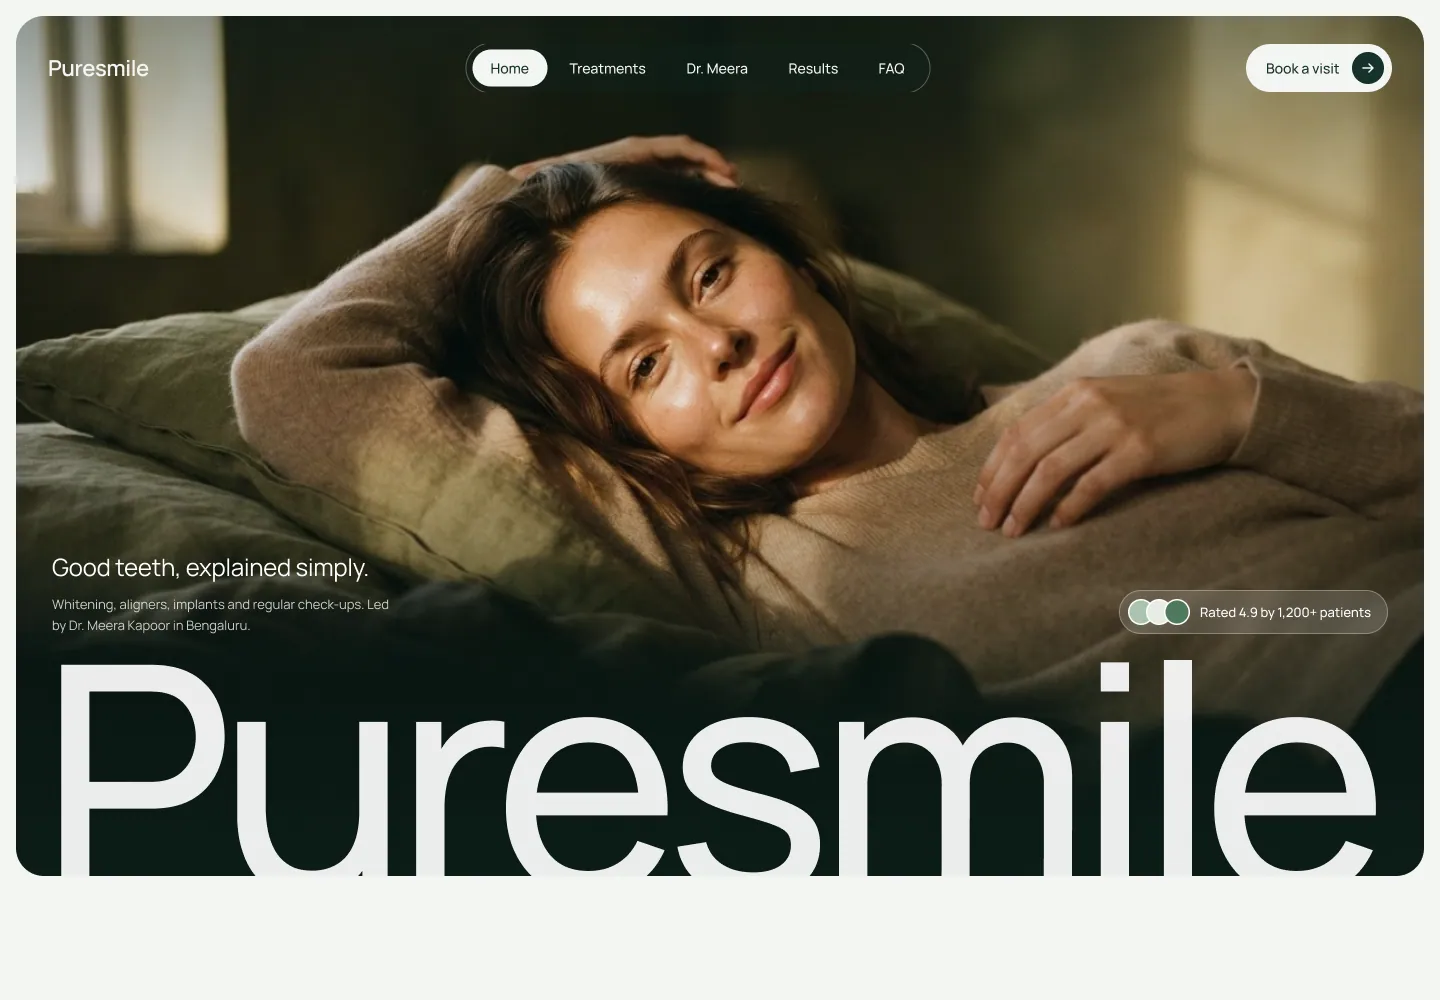 Puresmile
Home
Treatments
Dr. Meera
Results
FAQ
Book a visit
Good teeth, explained simply.
Whitening, aligners, implants and regular check-ups. Led
by Dr. Meera Kapoor in Bengaluru.
Rated 4.9 by 1,200+ patients
Puresmile